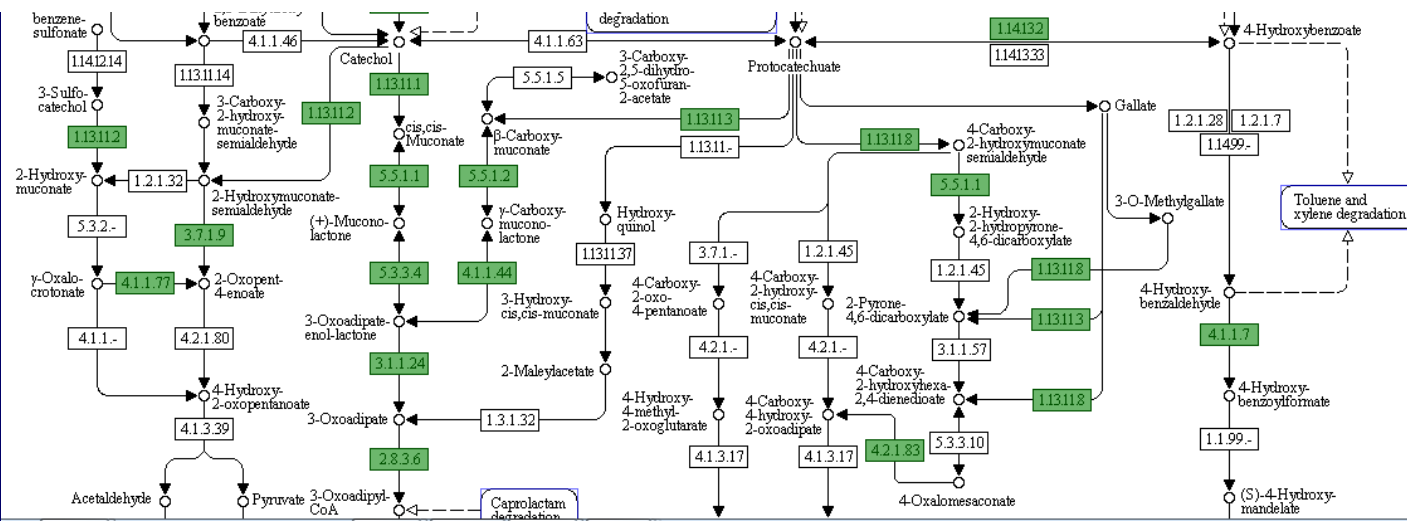 benzene-
sulfonate
benzoate
degradation
4-Hydroxybenzoate
4.1.1.46
4.1.1.63
1.14.13.2
1.14.13.33
Catechol
Protocatechuate
1.14.12.14
1.13.11.14
1.13.11.1
5.5.1.5
3-Carboxy-
2,5-dihydro-
5-oxofuran-
2-acetate
3-Sulfo-
catechol
3-Carboxy-
2-hydroxy-
muconate-
semialdehyde
1.13.11.2
1.13.11.3
Gallate
1.13.11.2
cis,cis-
Muconate
β-Carboxy-
muconate
1.13.11.-
1.13.11.8
4-Carboxy-
2-hydroxymuconate
semialdehyde
1.2.1.28
1.2.1.7
1.14.99.-
2-Hydroxy-
muconate
1.2.1.32
2-Hydroxymuconate-
semialdehyde
5.5.1.1
5.5.1.2
5.5.1.1
3-O-Methylgallate
Toluene and
xylene degradation
5.3.2.-
3.7.1.9
(+)-Mucono-
lactone
γ-Carboxy-
mucono-
lactone
Hydroxy-
quinol
2-Hydroxy-
2-hydropyrone-
4,6-dicarboxylate
1.13.11.37
3.7.1.-
1.2.1.45
1.2.1.45
1.13.11.8
γ-Oxalo-
crotonate
4.1.1.77
2-Oxopent-
4-enoate
5.3.3.4
4.1.1.44
3-Hydroxy-
cis,cis-muconate
4-Carboxy-
2-oxo-
4-pentanoate
4-Carboxy-
2-hydroxy-
cis,cis-
muconate
2-Pyrone-
4,6-dicarboxylate
4-Hydroxy-
benzaldehyde
3-Oxoadipate-
enol-lactone
1.13.11.3
4.1.1.-
4.2.1.80
4.2.1.-
4.2.1.-
3.1.1.57
4.1.1.7
3.1.1.24
2-Maleylacetate
4-Carboxy-
2-hydroxyhexa-
2,4-dienedioate
1.13.11.8
4-Hydroxy-
2-oxopentanoate
4-Hydroxy-
4-methyl-
2-oxoglutarate
4-Carboxy-
4-hydroxy-
2-oxoadipate
4-Hydroxy-
benzoylformate
3-Oxoadipate
1.3.1.32
4.1.3.39
5.3.3.10
4.2.1.83
1.1.99.-
2.8.3.6
4.1.3.17
4.1.3.17
Acetaldehyde
Pyruvate
3-Oxoadipyl-
CoA
Caprolactam
degradation
4-Oxalomesaconate
(S)-4-Hydroxy-
mandelate